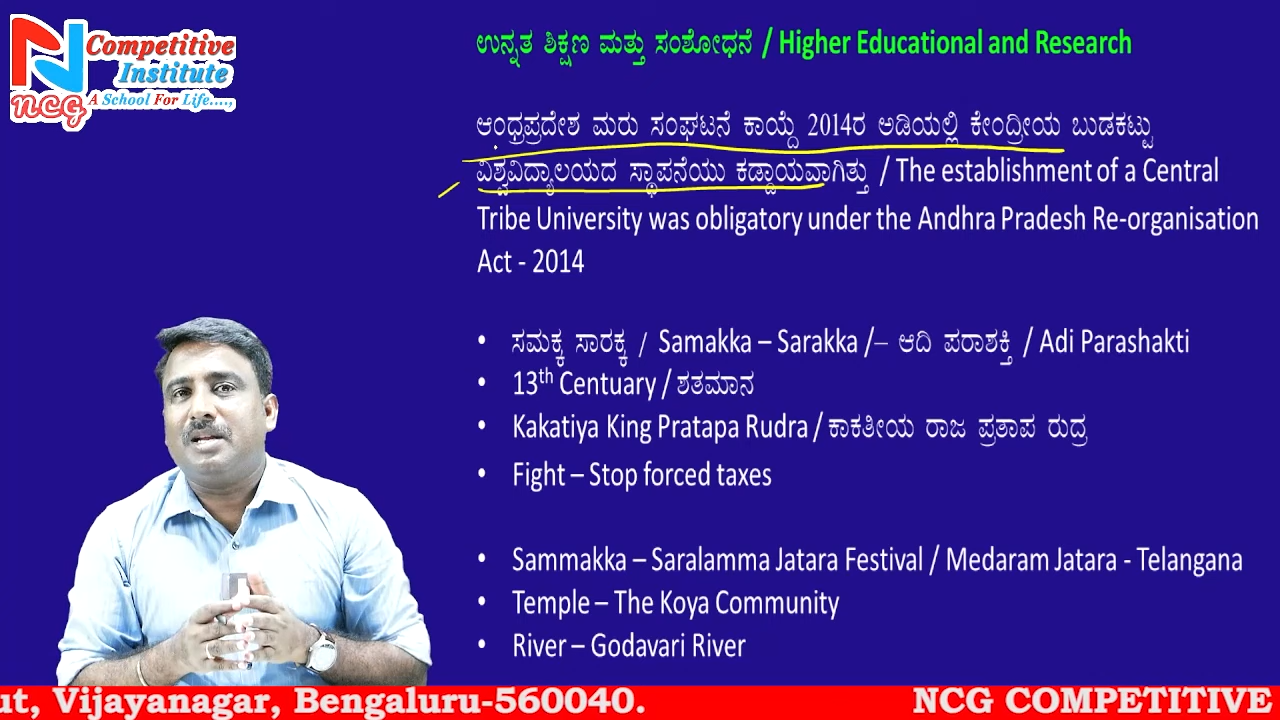 Competitive
Institute
NCG A School For Life....,
ಉನ್ನತ ಶಿಕ್ಷಣ ಮತ್ತು ಸಂಶೋಧನೆ / Higher Educational and Research
ಆಂಧ್ರಪ್ರದೇಶ ಮರು ಸಂಘಟನೆ ಕಾಯ್ದೆ 2014ರ ಅಡಿಯಲ್ಲಿ ಕೇಂದ್ರೀಯ ಬುಡಕಟ್ಟು
ವಿಶ್ವವಿದ್ಯಾಲಯದ ಸ್ಥಾಪನೆಯು ಕಡ್ಡಾಯವಾಗಿತ್ತು / The establishment of a Central
Tribe University was obligatory under the Andhra Pradesh Re-organisation
Act - 2014
• ಸಮಕ್ಕ ಸಾರಕ್ಕ / Samakka – Sarakka /– ಆದಿ ಪರಾಶಕ್ತಿ / Adi Parashakti
• 13th Centuary / ಶತಮಾನ
• Kakatiya King Pratapa Rudra / ಕಾಕತೀಯ ರಾಜ ಪ್ರತಾಪ ರುದ್ರ
• Fight – Stop forced taxes
• Sammakka – Saralamma Jatara Festival / Medaram Jatara - Telangana
• Temple – The Koya Community
• River – Godavari River
ut, Vijayanagar, Bengaluru-560040. NCG COMPETITIVE